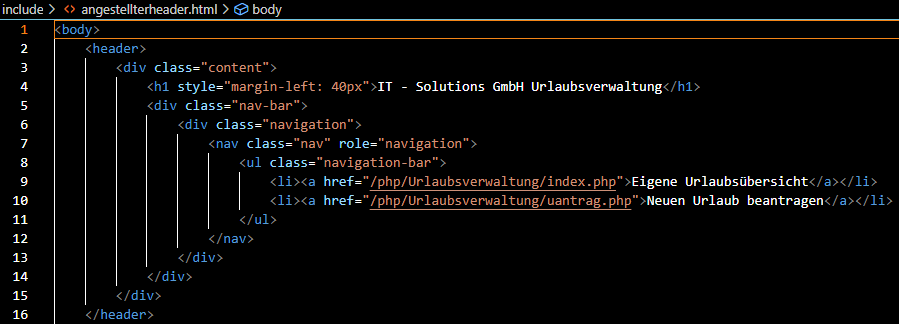 include > angestellterheader.html > body
1 <body>
2 <header>
3 <div class="content">
4 <h1 style="margin-left: 40px">IT - Solutions GmbH Urlaubsverwaltung</h1>
5 <div class="nav-bar">
6 <div class="navigation">
7 <nav class="nav" role="navigation">
8 <ul class="navigation-bar">
9 <li><a href="/php/Urlaubsverwaltung/index.php">Eigene Urlaubsübersicht</a></li>
10 <li><a href="/php/Urlaubsverwaltung/uantrag.php">Neuen Urlaub beantragen</a></li>
11 </ul>
12 </nav>
13 </div>
14 </div>
15 </div>
16 </header>